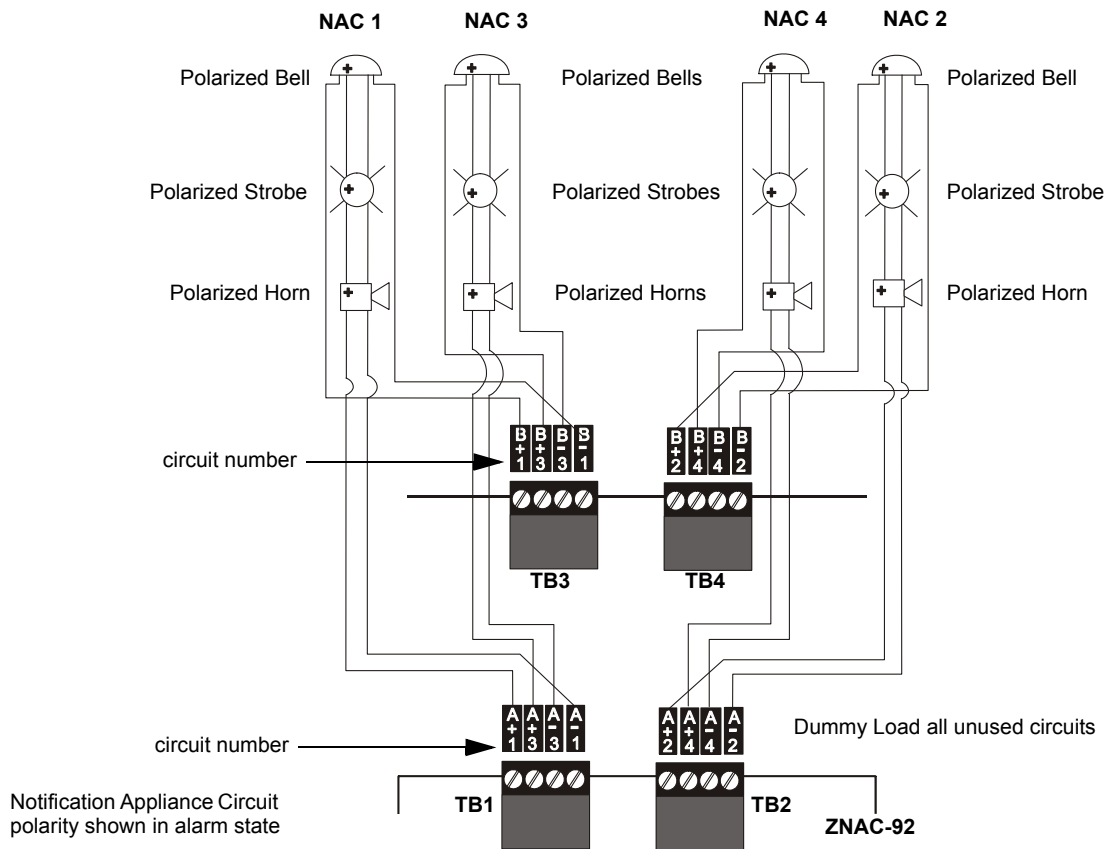 NAC 1 NAC 3 NAC 4 NAC 2
+ + + +
Polarized Bell Polarized Bells Polarized Bell
Polarized Strobe + + Polarized Strobes + + Polarized Strobe
Polarized Horn + + Polarized Horns + + Polarized Horn
circuit number
B+1 B+3 B-3 B-1 B+2 B+4 B-4 B-2
TB3 TB4
circuit number
A+1 A+3 A-3 A-1 A+2 A+4 A-4 A-2
Dummy Load all unused circuits
Notification Appliance Circuit
polarity shown in alarm state
TB1 TB2
ZNAC-92